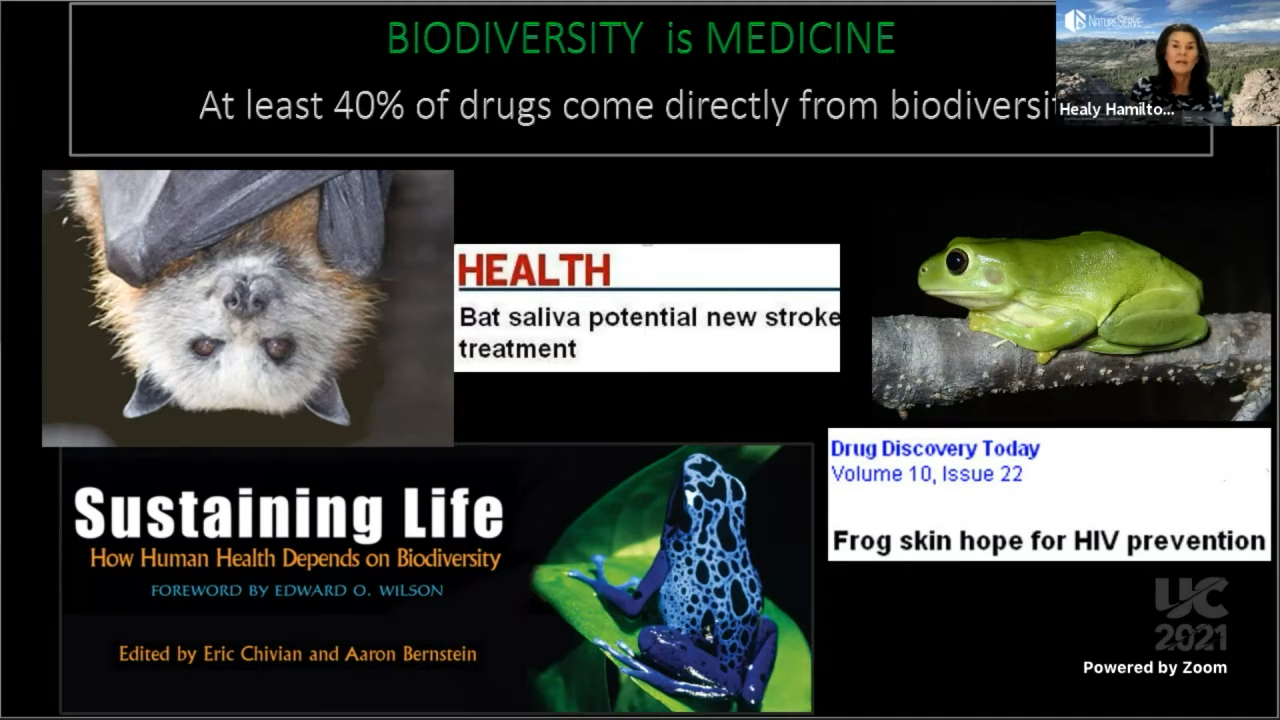 BIODIVERSITY is MEDICINE
At least 40% of drugs come directly from biodiversit
NATURESERVE
Healy Hamilto...
HEALTH
Bat saliva potential new stroke
treatment
Drug Discovery Today
Volume 10, Issue 22
Frog skin hope for HIV prevention
Sustaining Life
How Human Health Depends on Biodiversity
FOREWORD BY EDWARD O. WILSON
Edited by Eric Chivian and Aaron Bernstein
UC
2021
Powered by Zoom